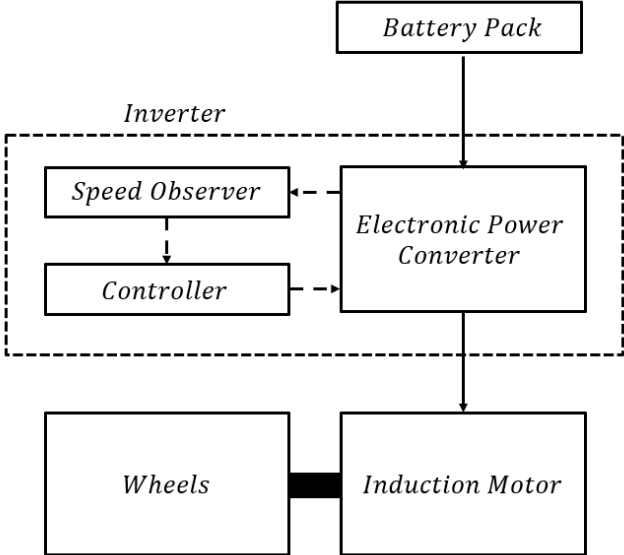 Battery Pack
Inverter
Speed Observer
Electronic Power
Converter
Controller
Wheels
Induction Motor